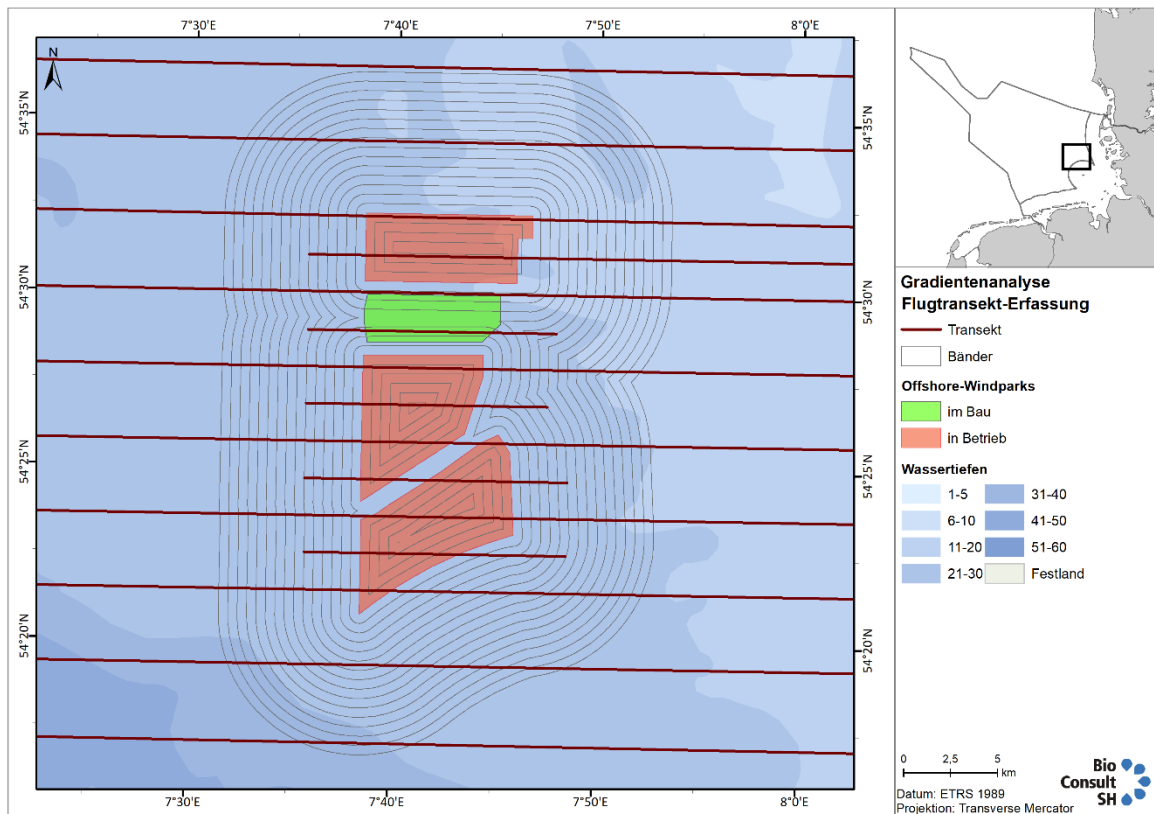 7°30'E 7°40'E 7°50'E 8°0'E
N
54°35'N 54°35'N
54°30'N 54°30'N
54°25'N 54°25'N
54°20'N 54°20'N
7°30'E 7°40'E 7°50'E 8°0'E
Gradientenanalyse
Flugtransekt-Erfassung
Transekt
Bänder
Offshore-Windparks
im Bau
in Betrieb
Wassertiefen
1-5 31-40
6-10 41-50
11-20 51-60
21-30 Festland
0 2,5 5
km
Datum: ETRS 1989
Projektion: Transverse Mercator
Bio
Consult
SH